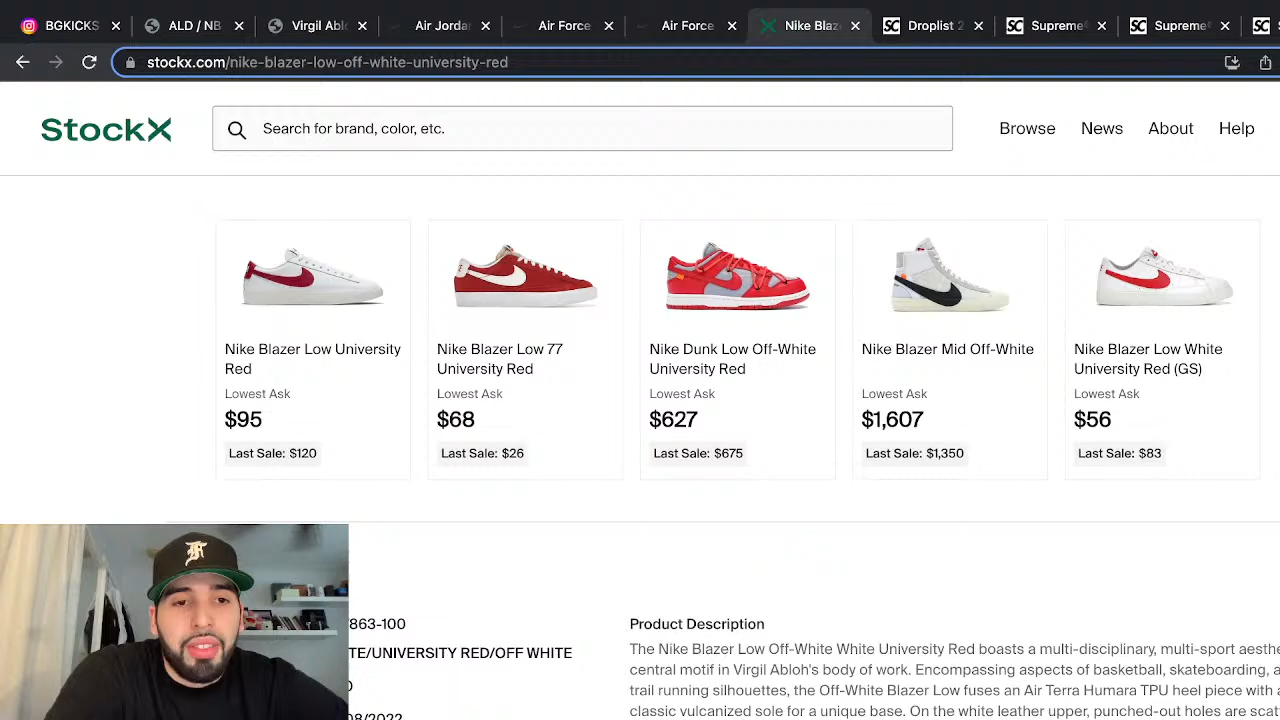 BGKICKS
ALD / NB
Virgil Abl
Air Jorda
Air Force
Air Force
Nike Blaz
SC
Droplist 2
SC
Supreme
SC
Supreme
SC
stockx.com/nike-blazer-low-off-white-university-red
StockX
Search for brand, color, etc.
Browse
News
About
Help
Nike Blazer Low University
Red
Lowest Ask
$95
Last Sale: $120
Nike Blazer Low 77
University Red
Lowest Ask
$68
Last Sale: $26
Nike Dunk Low Off-White
University Red
Lowest Ask
$627
Last Sale: $675
Nike Blazer Mid Off-White
Lowest Ask
$1,607
Last Sale: $1,350
Nike Blazer Low White
University Red (GS)
Lowest Ask
$56
Last Sale: $83
863-100
TE/UNIVERSITY RED/OFF WHITE
08/2022
Product Description
The Nike Blazer Low Off-White White University Red boasts a multi-disciplinary, multi-sport aesthe
central motif in Virgil Abloh's body of work. Encompassing aspects of basketball, skateboarding, a
trail running silhouettes, the Off-White Blazer Low fuses an Air Terra Humara TPU heel piece with a
classic vulcanized sole for a unique base. On the white leather upper, punched-out holes are scat